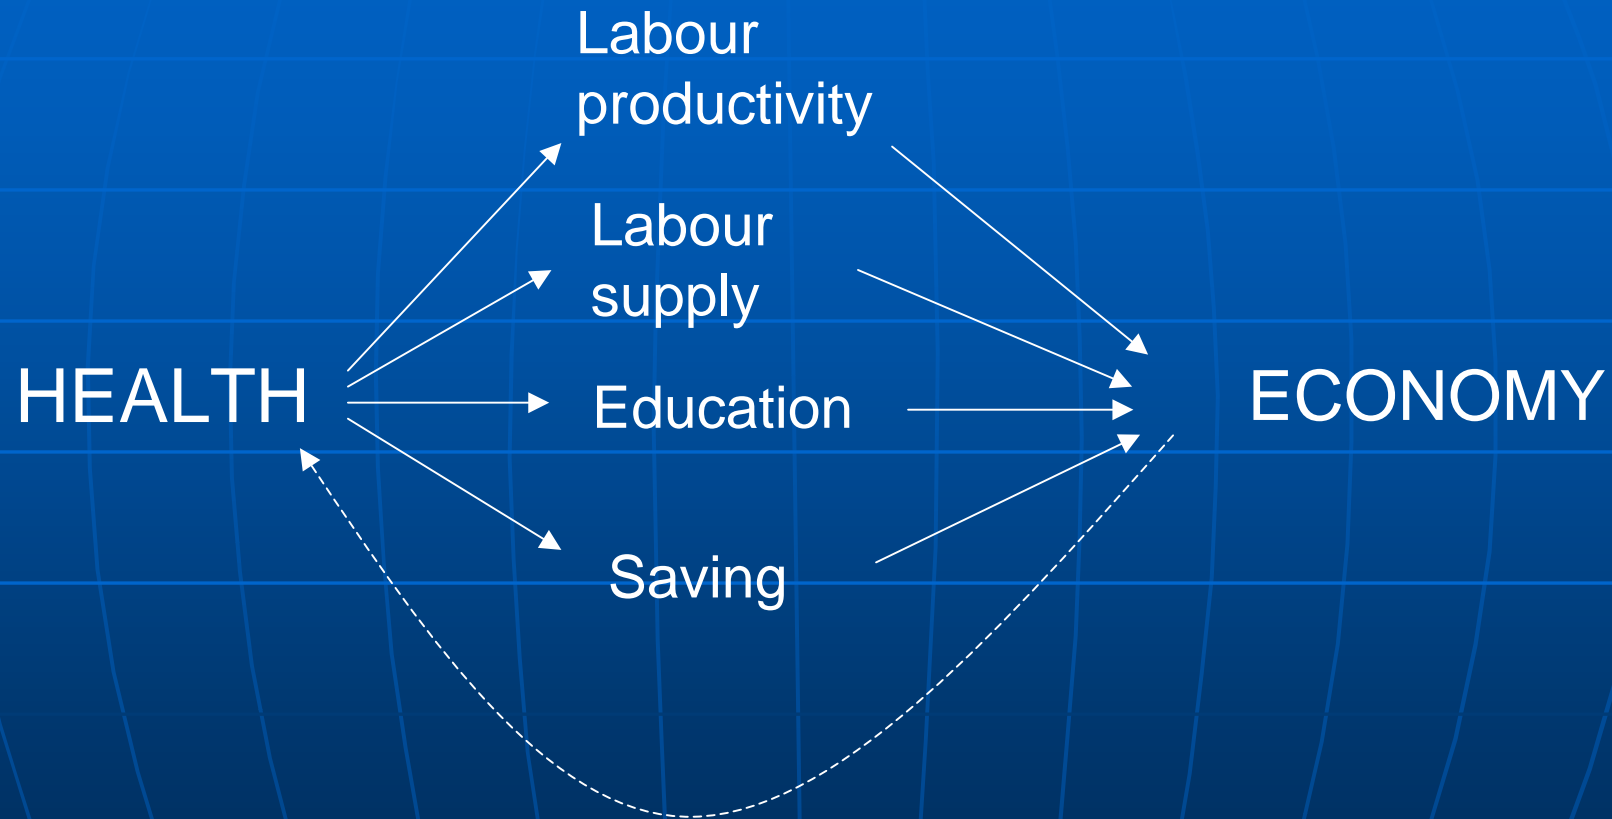 Labour
productivity
Labour
supply
HEALTH
Education
ECONOMY
Saving